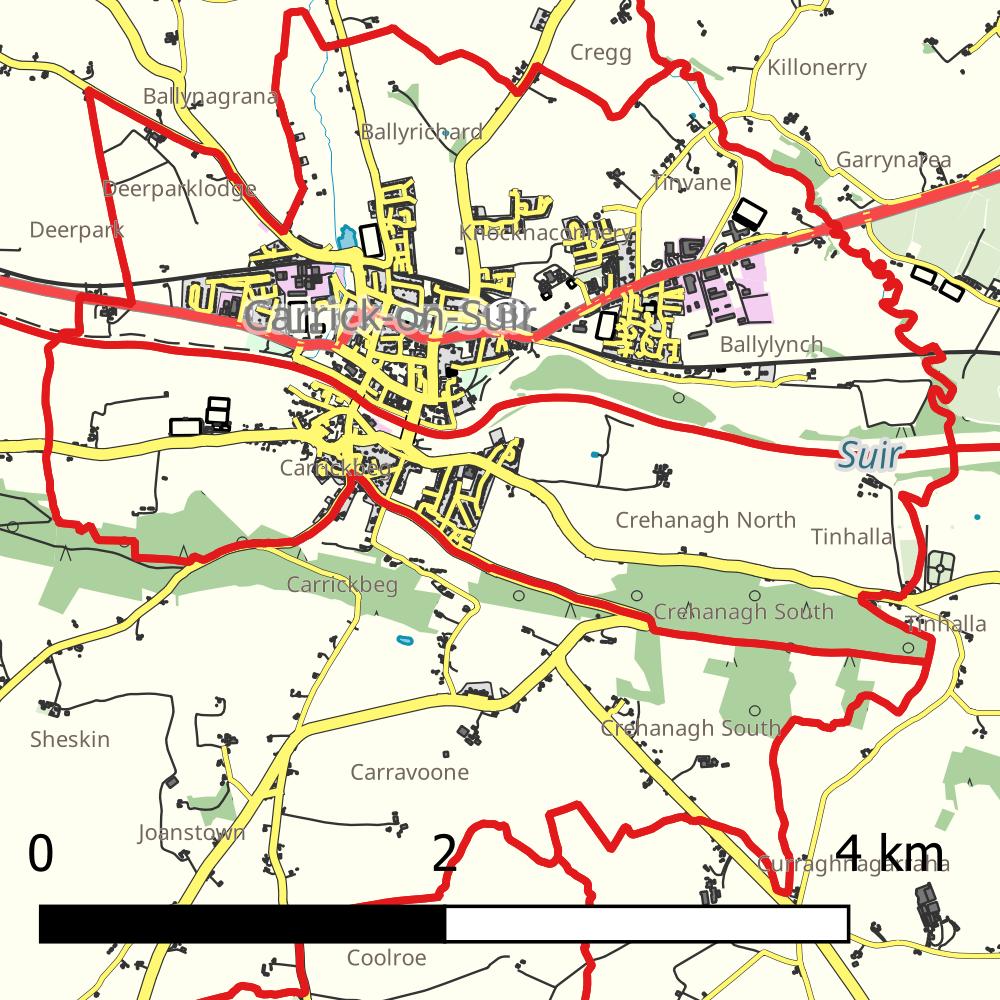 Cregg
Killonerry
Ballynagrana
Ballyrichard
Garrynarea
Deerparklodge
Tinvane
Deerpark
Knocknaconnery
Carrick-on-Suir
Ballylynch
Suir
Carrickbeg
Crehanagh North
Tinhalla
Carrickbeg
Crehanagh South
Tinhalla
Crehanagh South
Sheskin
Carravoone
Joanstown
0
2
4 km
Curraghnagarraha
Coolroe